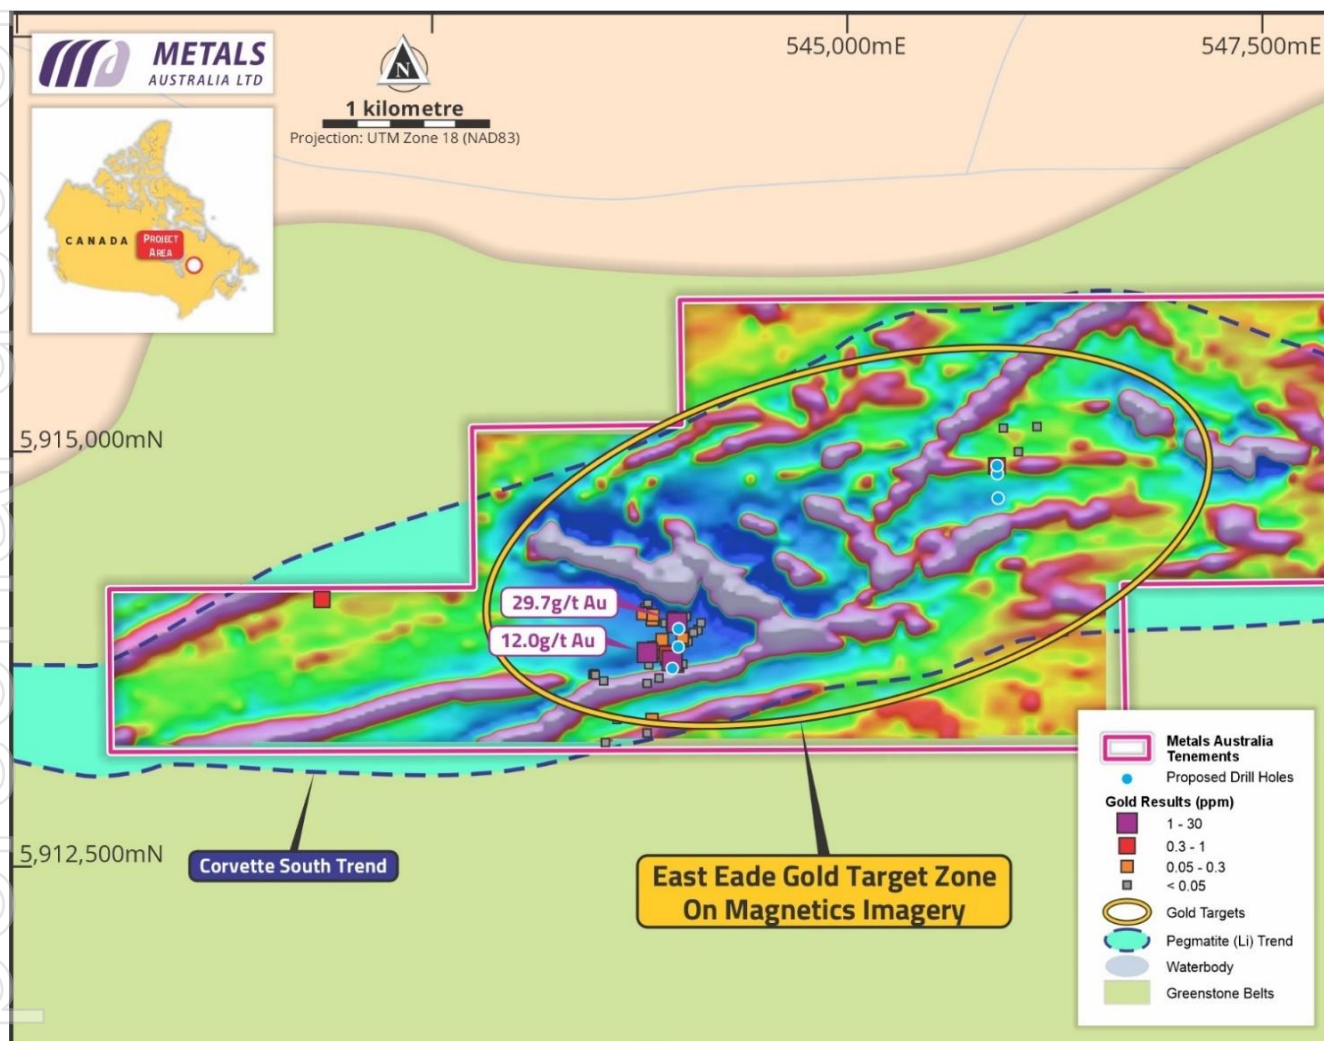 545,000mE
547,500mE
METALS
AUSTRALIA LTD
N
1 kilometre
Projection: UTM Zone 18 (NAD83)
CANADA
PROJECT
AREA
5,915,000mN
29.7g/t Au
12.0g/t Au
5,912,500mN
Corvette South Trend
East Eade Gold Target Zone
On Magnetics Imagery
Metals Australia
Tenements
Proposed Drill Holes
Gold Results (ppm)
1 - 30
0.3 - 1
0.05 - 0.3
< 0.05
Gold Targets
Pegmatite (Li) Trend
Waterbody
Greenstone Belts